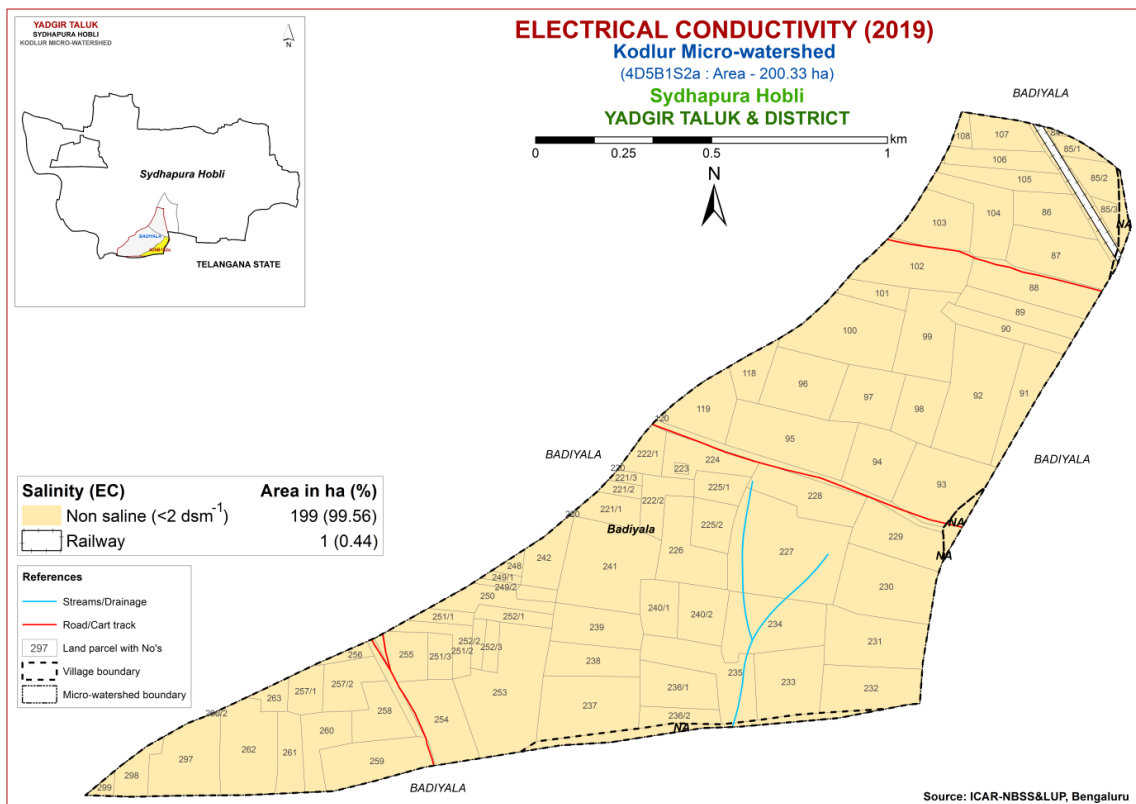 YADGIR TALUK
SYDHAPURA HOBLI
KODLUR MICRO-WATERSHED
N
Sydhapura Hobli
BADIYALA
TELANGANA STATE
ELECTRICAL CONDUCTIVITY (2019)
Kodlur Micro-watershed
(4D5B1S2a : Area - 200.33 ha)
Sydhapura Hobli
YADGIR TALUK & DISTRICT
km
0 0.25 0.5 1
N
BADIYALA
108 107
85/1
106
105 85/2
85/3
104 86
103 NA
87
102
88
101
89
90
100 99
118
96 97 98 92 91
119
120
95
BADIYALA
BADIYALA
222/1 224
94
220 223
221/3
93
221/2 225/1
222/2 228
221/1
225/2
NA
229
Badiyala
NA
242 226 227
241
248
249/1
249/2
250
230
251/1 252/1
240/1 240/2
234
239
231
252/2
251/2 252/3
255 251/3
256
238
235
233
232
236/1
253
257/2
257/1
263
258
254
237
236/2
NA
260
262 261
259
297
298
299
BADIYALA
Salinity (EC) Area in ha (%)
Non saline (<2 dsm-1) 199 (99.56)
Railway 1 (0.44)
References
Streams/Drainage
Road/Cart track
297 Land parcel with No's
Village boundary
Micro-watershed boundary
Source: ICAR-NBSS&LUP, Bengaluru